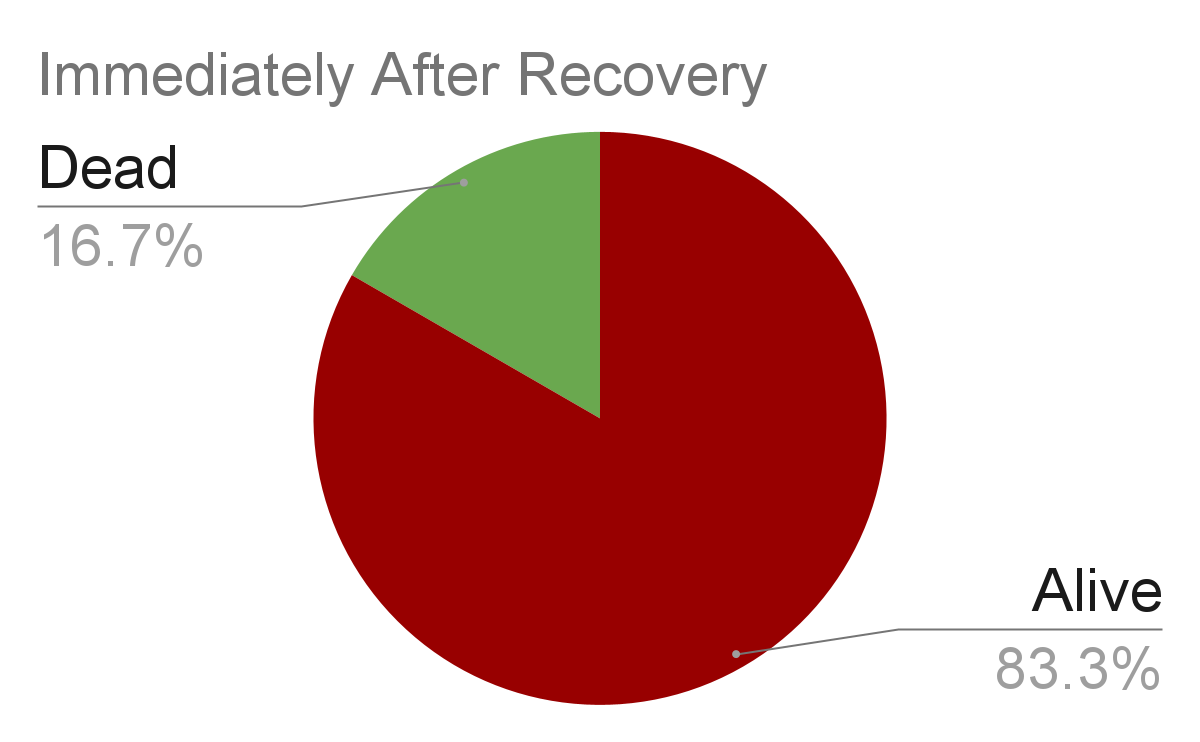 Immediately After Recovery
Dead
16.7%
Alive
83.3%